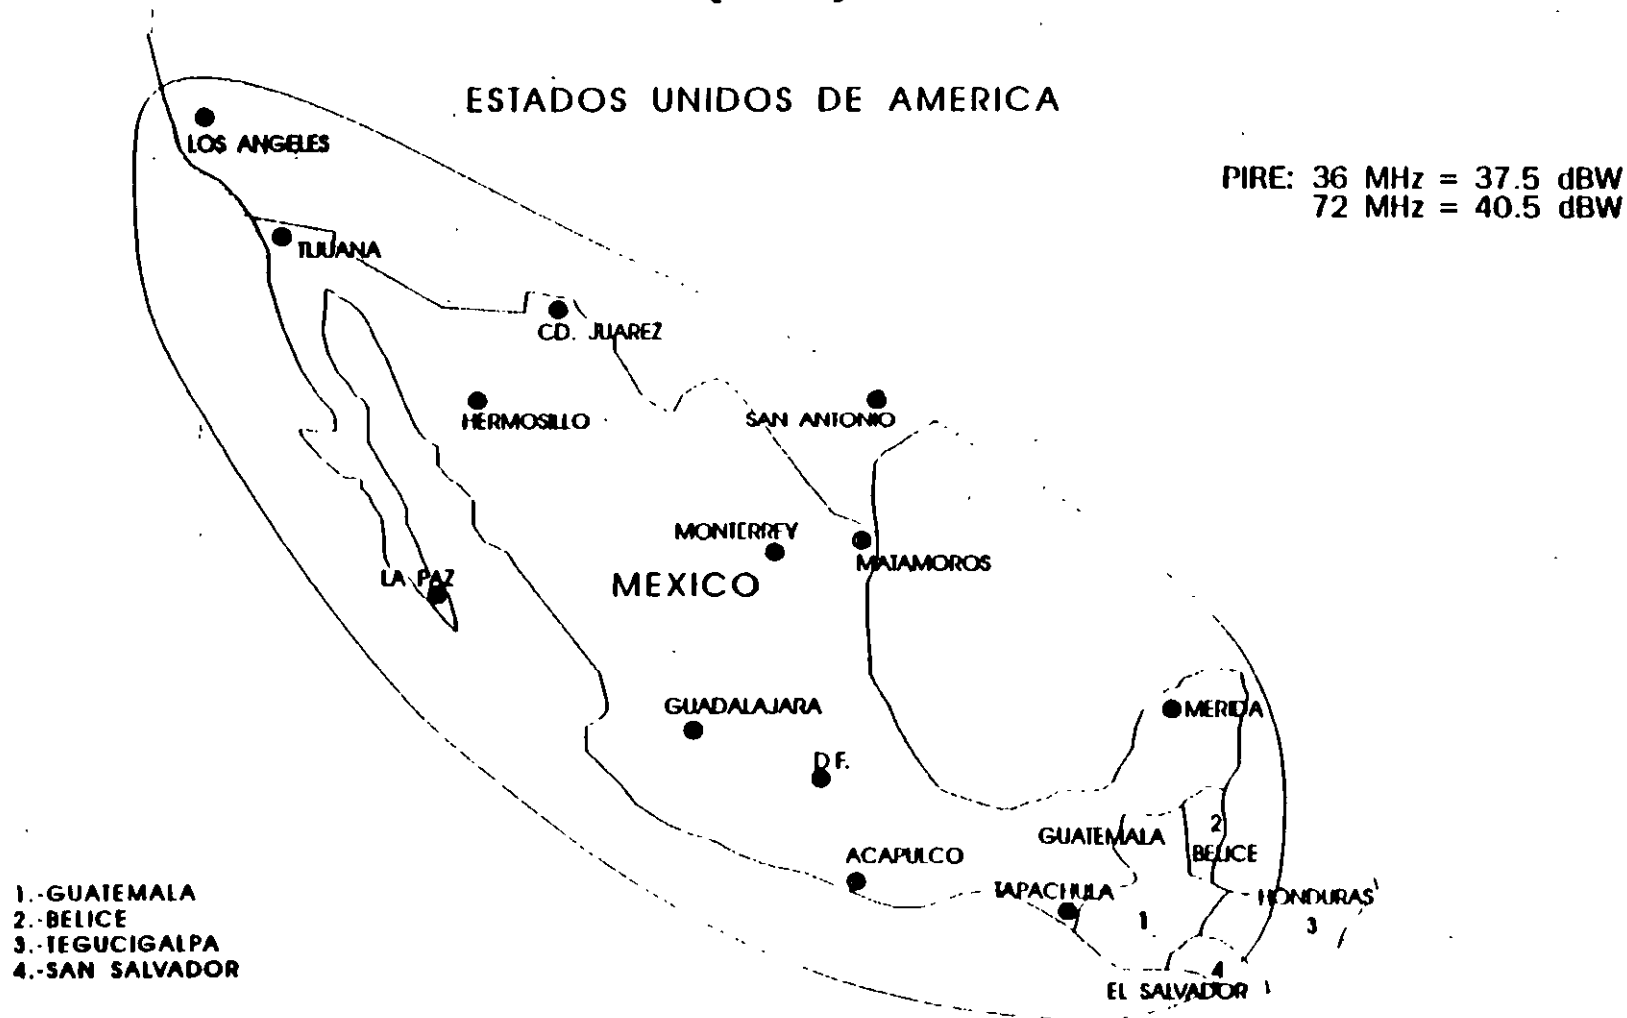 ESTADOS UNIDOS DE AMERICA
LOS ANGELES
PIRE: 36 MHz = 37.5 dBW
72 MHz = 40.5 dBW
TIJUANA
CD. JUAREZ
HERMOSILLO
SAN ANTONIO
MONTERREY
MATAMOROS
LA PAZ
MEXICO
GUADALAJARA
MERIDA
D.F.
2
GUATEMALA
BELICE
ACAPULCO
TAPACHULA
HONDURAS
1
3
4
EL SALVADOR
1.-GUATEMALA
2.-BELICE
3.-TEGUCIGALPA
4.-SAN SALVADOR